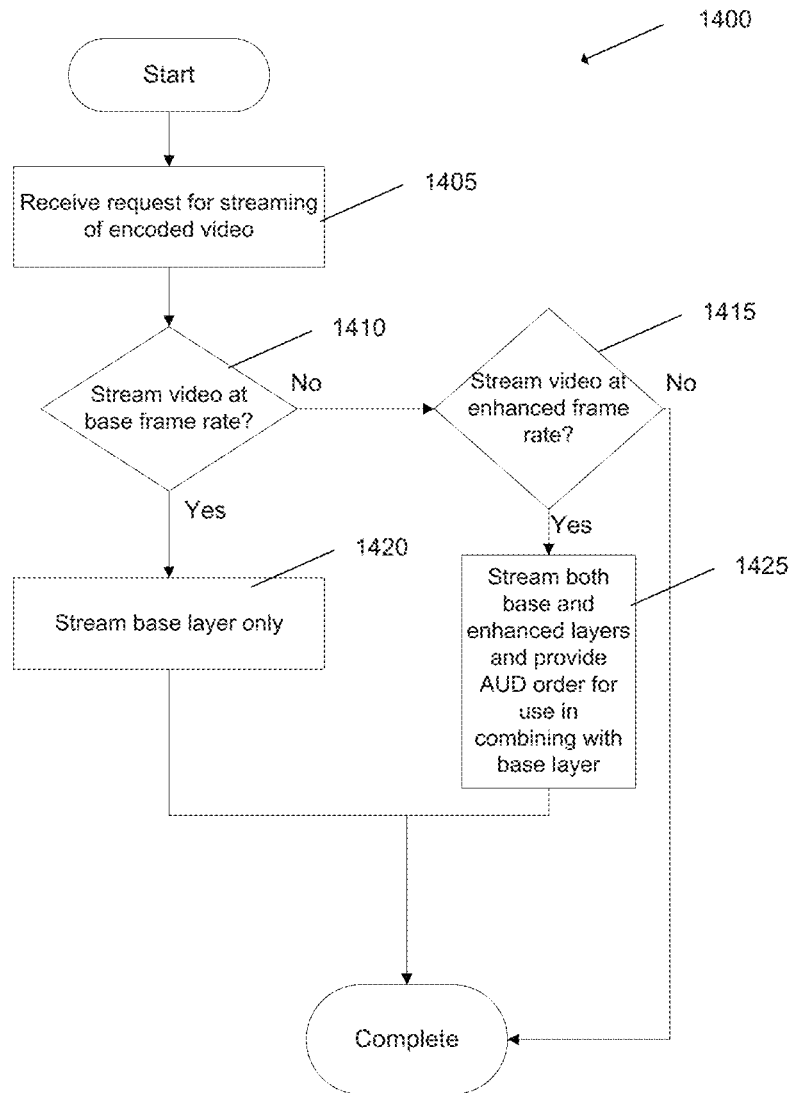 1400
Start
Receive request for streaming
of encoded video
1405
1410
Stream video at
base frame rate?
No
1415
Stream video at
enhanced frame
rate?
No
Yes
Yes
1420
Stream base layer only
1425
Stream both
base and
enhanced layers
and provide
AUD order for
use in
combining with
base layer
Complete